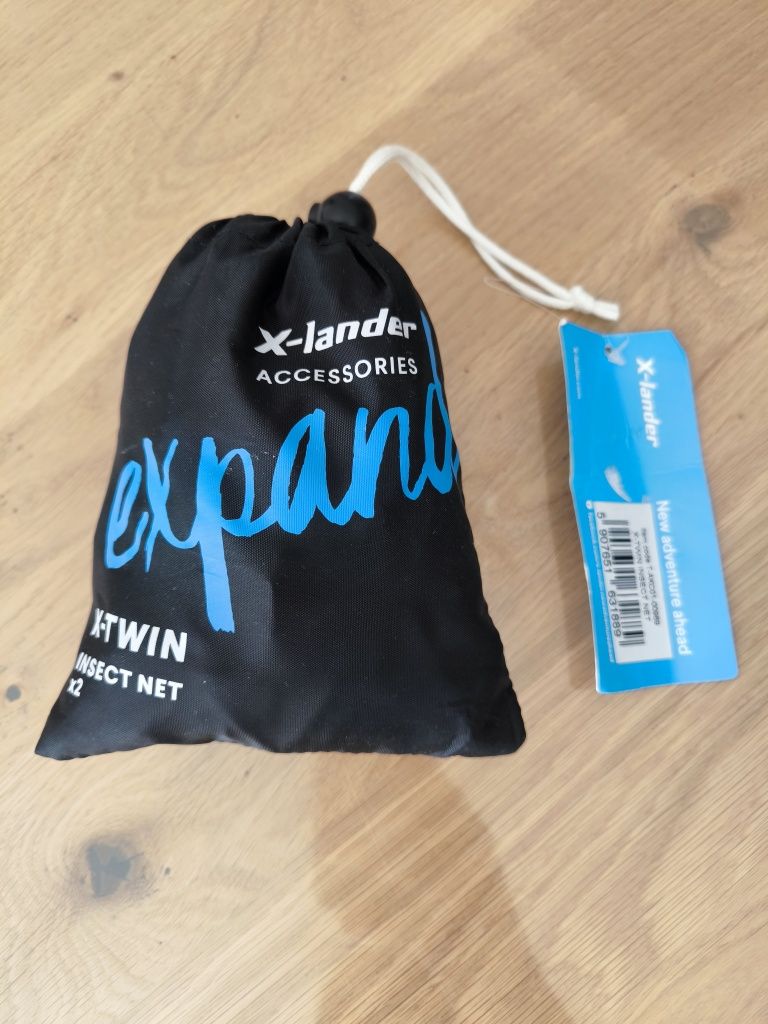 X-lander
ACCESSORIES
expand
X-TWIN
INSECT NET
x2
X-lander
New adventure ahead
X-TWIN INSECT NET
5 907651 631889